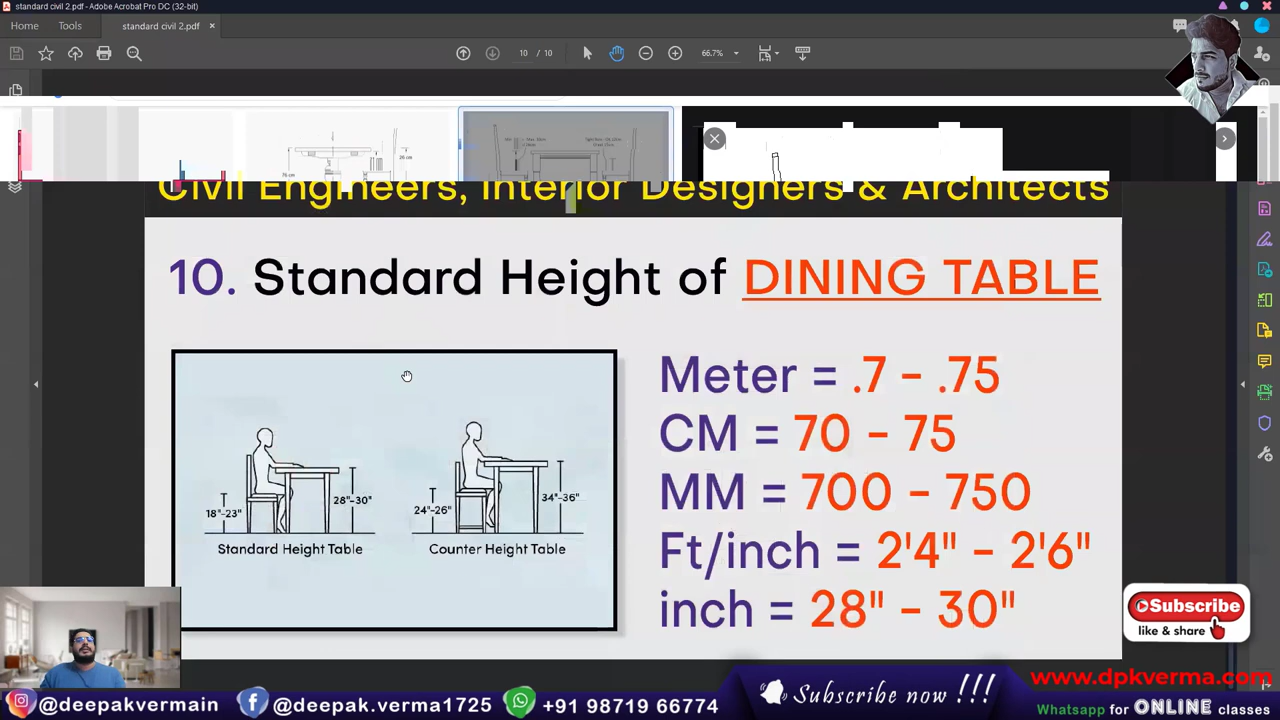 standard civil 2.pdf - Adobe Acrobat Pro DC (32-bit)
Home
Tools
standard civil 2.pdf
×
10 / 10
66.7%
76 cm
26 cm
Civil Engineers, Interior Designers & Architects
10. Standard Height of DINING TABLE
Meter = .7 - .75
CM = 70 - 75
MM = 700 - 750
Ft/inch = 2'4" - 2'6"
inch = 28" - 30"
18"-23"
28"-30"
Standard Height Table
24"-26"
34"-36"
Counter Height Table
Subscribe
like & share
@deepakvermain
@deepak.verma1725
+91 98719 66774
Subscribe now !!!
www.dpkverma.com
Whatsapp for ONLINE classes